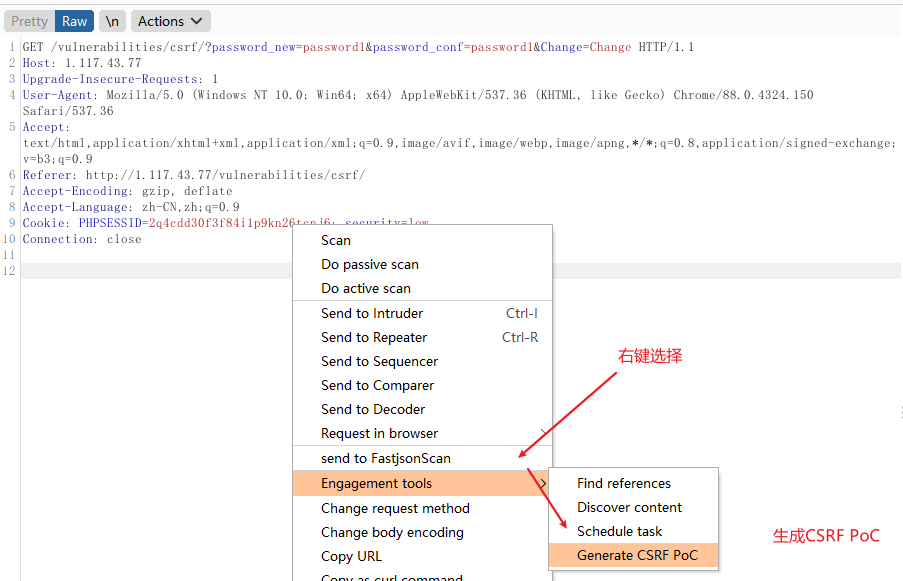 Pretty Raw \n Actions
1 GET /vulnerabilities/csrf/?password_new=password1&password_conf=password1&Change=Change HTTP/1.1
2 Host: 1.117.43.77
3 Upgrade-Insecure-Requests: 1
4 User-Agent: Mozilla/5.0 (Windows NT 10.0; Win64; x64) AppleWebKit/537.36 (KHTML, like Gecko) Chrome/88.0.4324.150
Safari/537.36
5 Accept:
text/html,application/xhtml+xml,application/xml;q=0.9,image/avif,image/webp,image/apng,*/*;q=0.8,application/signed-exchange;
v=b3;q=0.9
6 Referer: http://1.117.43.77/vulnerabilities/csrf/
7 Accept-Encoding: gzip, deflate
8 Accept-Language: zh-CN,zh;q=0.9
9 Cookie: PHPSESSID=2q4cdd30f3f84i1p9kn26tcnj6; security=low
10 Connection: close
11
12
Scan
Do passive scan
Do active scan
Send to Intruder Ctrl-I
Send to Repeater Ctrl-R
Send to Sequencer
Send to Comparer
Send to Decoder
Request in browser
send to FastjsonScan
Engagement tools
Change request method
Change body encoding
Copy URL
Copy as curl command
右键选择
Find references
Discover content
Schedule task
Generate CSRF PoC
生成CSRF PoC